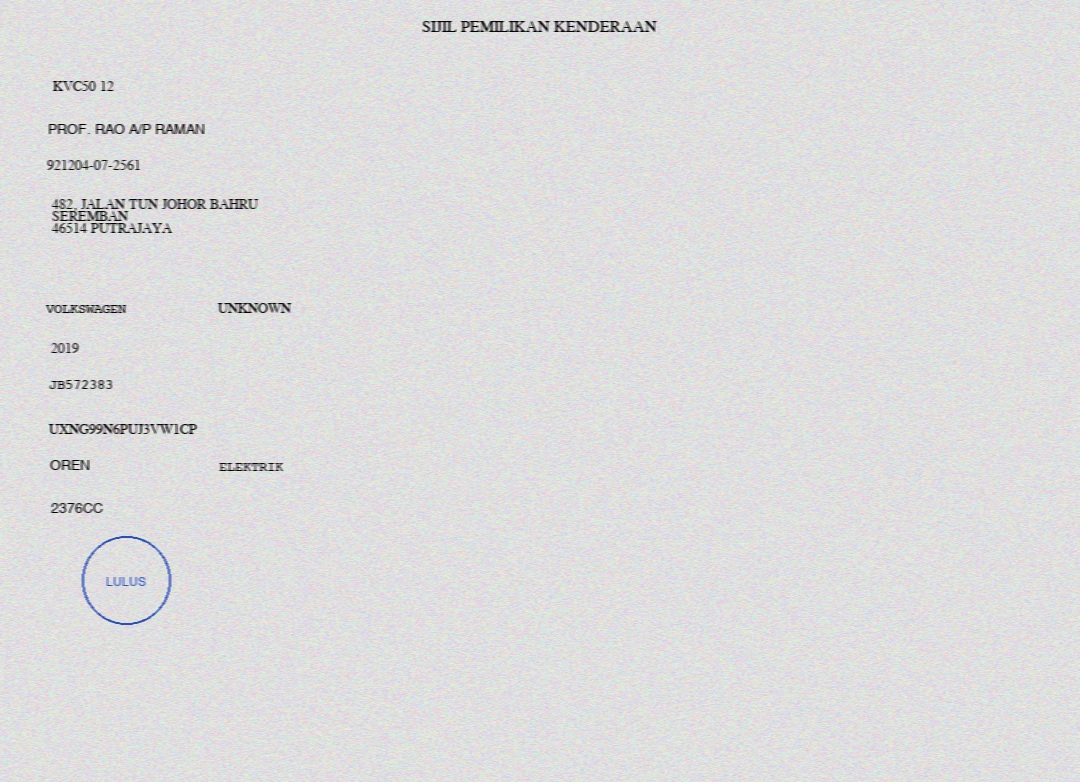 SIJIL PEMILIKAN KENDERAAN
KVC50 12
PROF. RAO A/P RAMAN
921204-07-2561
482, JALAN TUN JOHOR BAHRU
SEREMBAN
46514 PUTRAJAYA
VOLKSWAGEN UNKNOWN
2019
JB572383
UXNG99N6PUJ3VW1CP
OREN ELEKTRIK
2376CC
LULUS